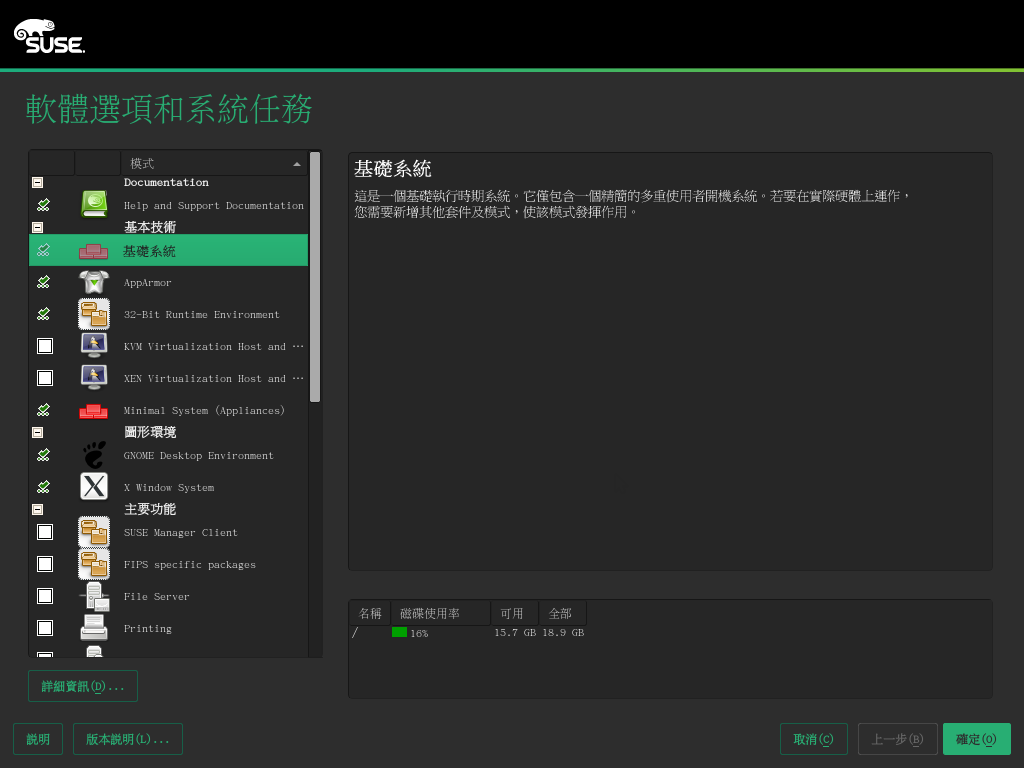 SUSE.
軟體選項和系統任務
模式
Documentation
Help and Support Documentation
基本技術
基礎系統
AppArmor
32-Bit Runtime Environment
KVM Virtualization Host and ⋯
XEN Virtualization Host and ⋯
Minimal System (Appliances)
圖形環境
GNOME Desktop Environment
X Window System
主要功能
SUSE Manager Client
FIPS specific packages
File Server
Printing
詳細資訊(D)...
基礎系統
這是一個基礎執行時期系統。它僅包含一個精簡的多重使用者開機系統。若要在實際硬體上運作，
您需要新增其他套件及模式，使該模式發揮作用。
名稱 磁碟使用率 可用 全部
/ 16% 15.7 GB 18.9 GB
說明 版本說明(L)... 取消(C) 上一步(B) 確定(O)